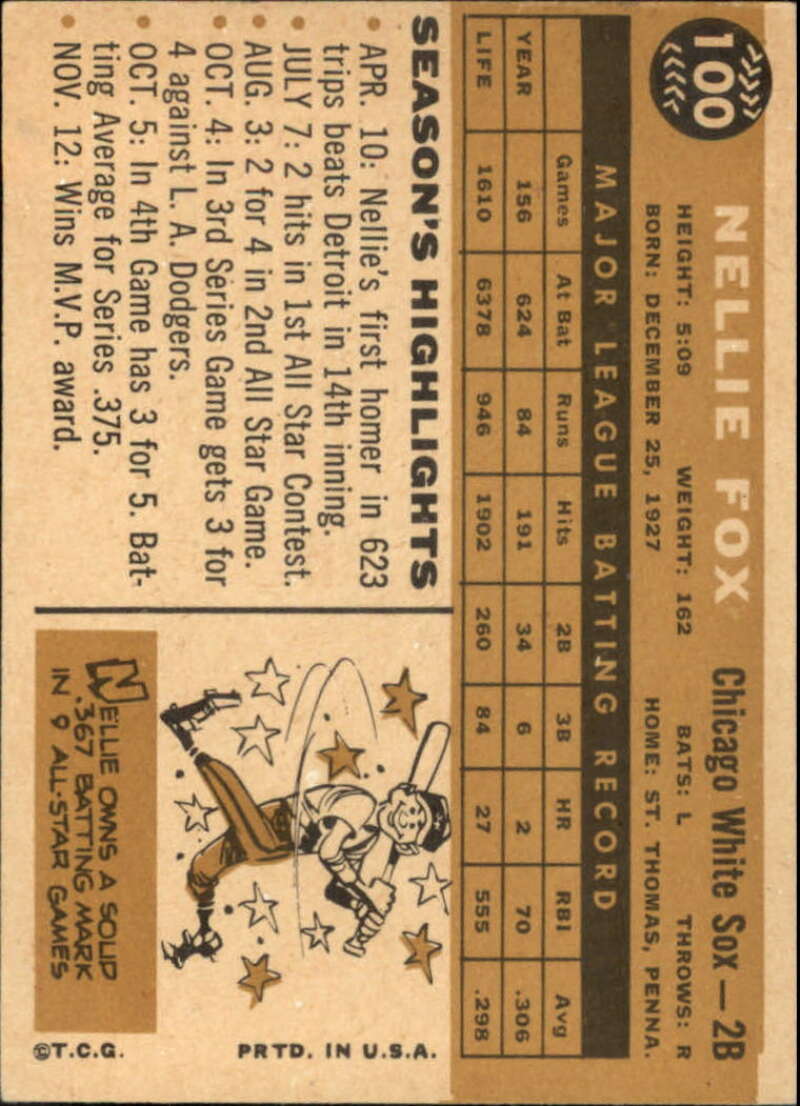 100
NELLIE FOX Chicago White Sox—2B
HEIGHT: 5:09 WEIGHT: 162 BATS: L THROWS: R
BORN: DECEMBER 25, 1927 HOME: ST. THOMAS, PENNA.
MAJOR LEAGUE BATTING RECORD
Games At Bat Runs Hits 2B 3B HR RBI Avg
YEAR 156 624 84 191 34 6 2 70 .306
LIFE 1610 6378 946 1902 260 84 27 555 .298
SEASON'S HIGHLIGHTS
• APR. 10: Nellie's first homer in 623
trips beats Detroit in 14th inning.
• JULY 7: 2 hits in 1st All Star Contest.
• AUG. 3: 2 for 4 in 2nd All Star Game.
• OCT. 4: In 3rd Series Game gets 3 for
4 against L. A. Dodgers.
• OCT. 5: In 4th Game has 3 for 5. Bat-
ting Average for Series .375.
• NOV. 12: Wins M.V.P. award.
NELLIE OWNS A SOLID
.367 BATTING MARK
IN 9 ALL-STAR GAMES
PRTD. IN U.S.A.
©T.C.G.